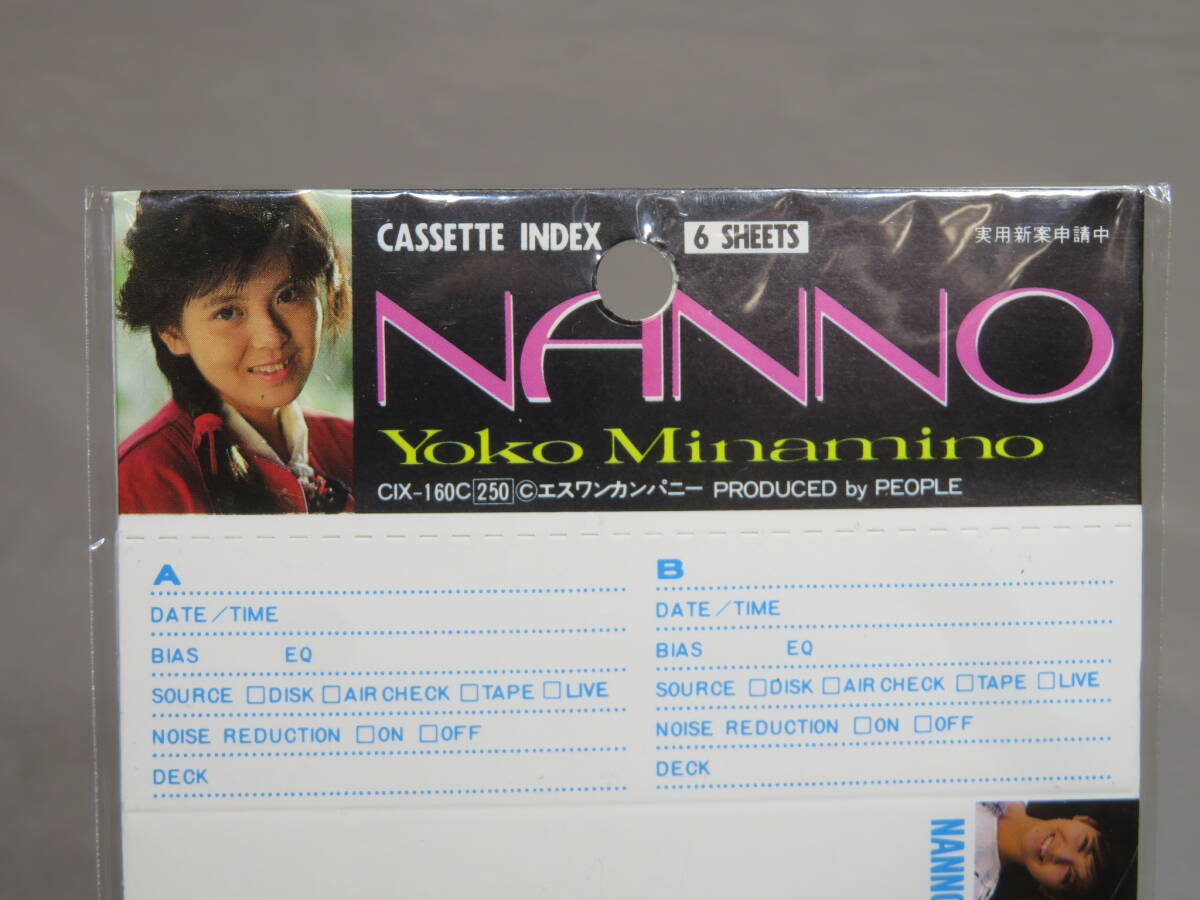 CASSETTE INDEX 6 SHEETS 実用新案申請中
NANNO
Yoko Minamino
CIX-160C 250 ©エスワンカンパニー PRODUCED by PEOPLE
A
DATE/TIME
BIAS EQ
SOURCE □DISK □AIR CHECK □TAPE □LIVE
NOISE REDUCTION □ON □OFF
DECK
B
DATE/TIME
BIAS EQ
SOURCE □DISK □AIR CHECK □TAPE □LIVE
NOISE REDUCTION □ON □OFF
DECK
NANNO